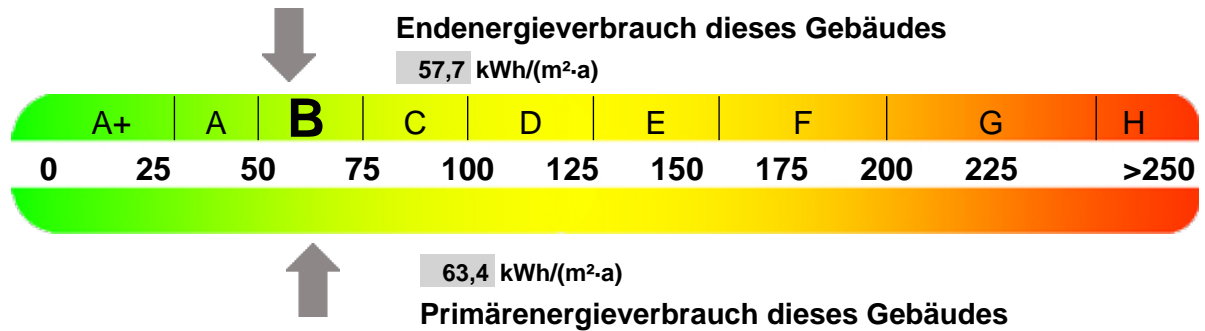 Endenergieverbrauch dieses Gebäudes
57,7 kWh/(m²·a)
A+ A B C D E F G H
0 25 50 75 100 125 150 175 200 225 >250
63,4 kWh/(m²·a)
Primärenergieverbrauch dieses Gebäudes